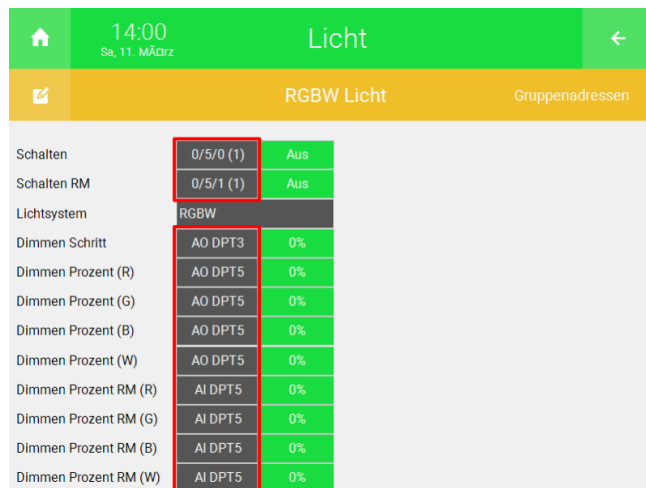 14:00 Licht
Sa, 11. MÃ¤rz
RGBW Licht Gruppenadressen
Schalten 0/5/0 (1) Aus
Schalten RM 0/5/1 (1) Aus
Lichtsystem RGBW
Dimmen Schritt AO DPT3 0%
Dimmen Prozent (R) AO DPT5 0%
Dimmen Prozent (G) AO DPT5 0%
Dimmen Prozent (B) AO DPT5 0%
Dimmen Prozent (W) AO DPT5 0%
Dimmen Prozent RM (R) AI DPT5 0%
Dimmen Prozent RM (G) AI DPT5 0%
Dimmen Prozent RM (B) AI DPT5 0%
Dimmen Prozent RM (W) AI DPT5 0%